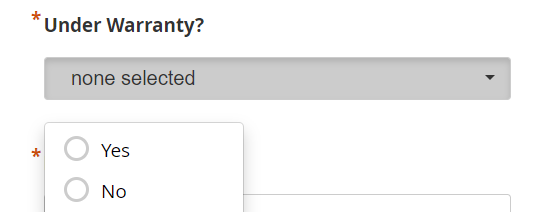 * Under Warranty?
none selected
Yes
*
No